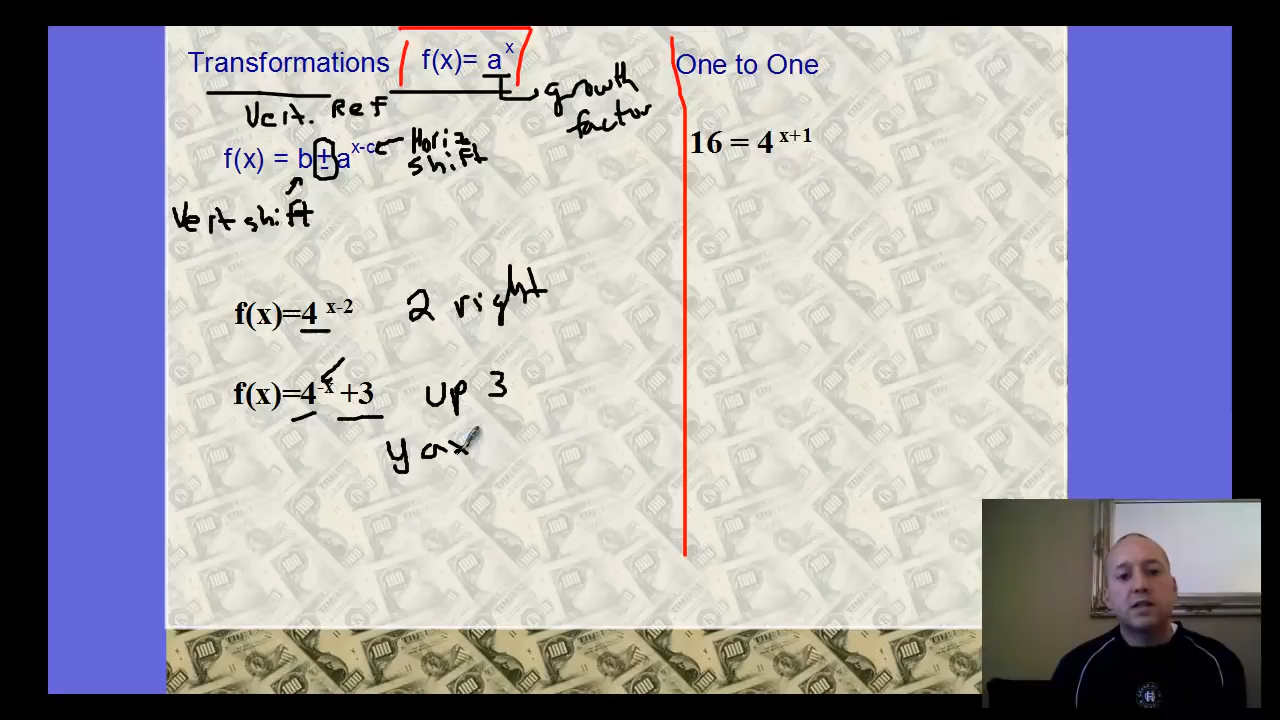 Transformations f(x)= a^x
growth
factor
Vert. Ref
f(x) = b ± a^x-c
Horiz
shift
Vert shift
f(x)=4^x-2 2 right
f(x)=4^-x +3 up 3
y ax
One to One
16 = 4^x+1